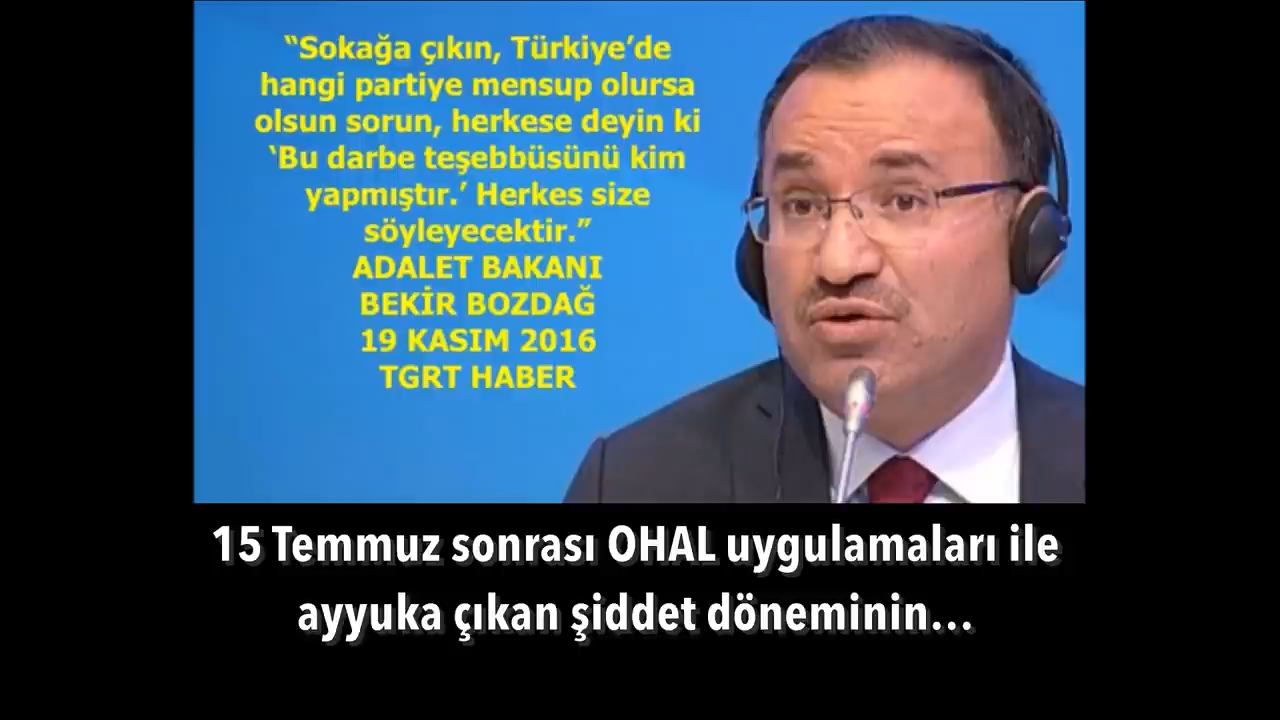 “Sokağa çıkın, Türkiye’de
hangi partiye mensup olursa
olsun sorun, herkese deyin ki
‘Bu darbe teşebbüsünü kim
yapmıştır.’ Herkes size
söyleyecektir.”
ADALET BAKANI
BEKİR BOZDAĞ
19 KASIM 2016
TGRT HABER
15 Temmuz sonrası OHAL uygulamaları ile
ayyuka çıkan şiddet döneminin...